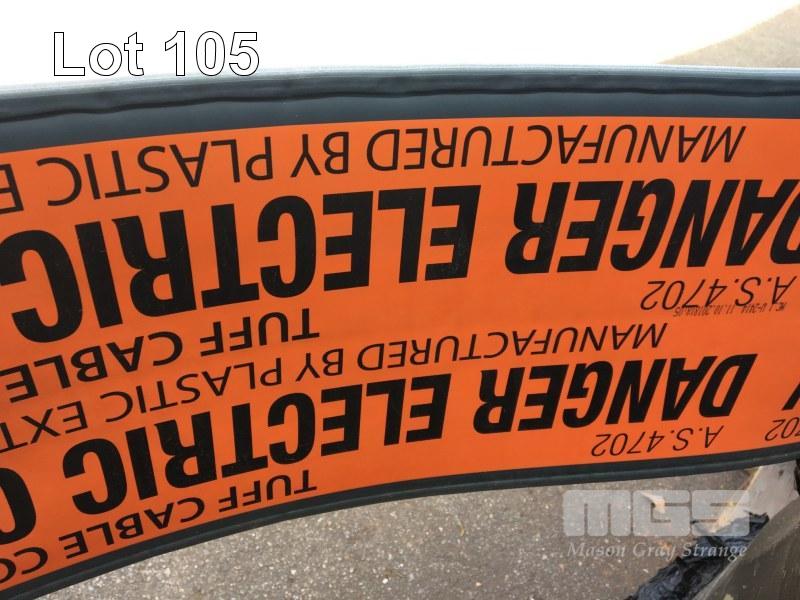 Lot 105
MANUFACTURED BY PLASTIC E
DANGER ELECTRIC
A.S.4702
TUFF CABLE
MANUFACTURED BY PLASTIC EXT
DANGER ELECTRIC C
A.S.4702
702
TUFF CABLE CO
MGS
Mason Gray Strange